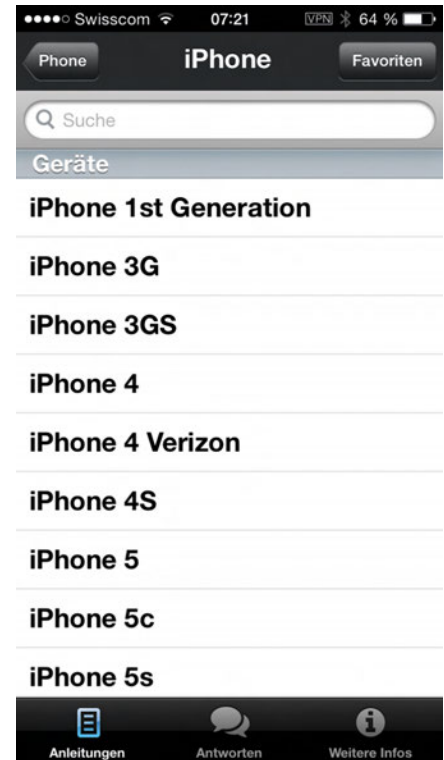 Swisscom 07:21 VPN 64 %
Phone iPhone Favoriten
Suche
Geräte
iPhone 1st Generation
iPhone 3G
iPhone 3GS
iPhone 4
iPhone 4 Verizon
iPhone 4S
iPhone 5
iPhone 5c
iPhone 5s
Anleitungen Antworten Weitere Infos